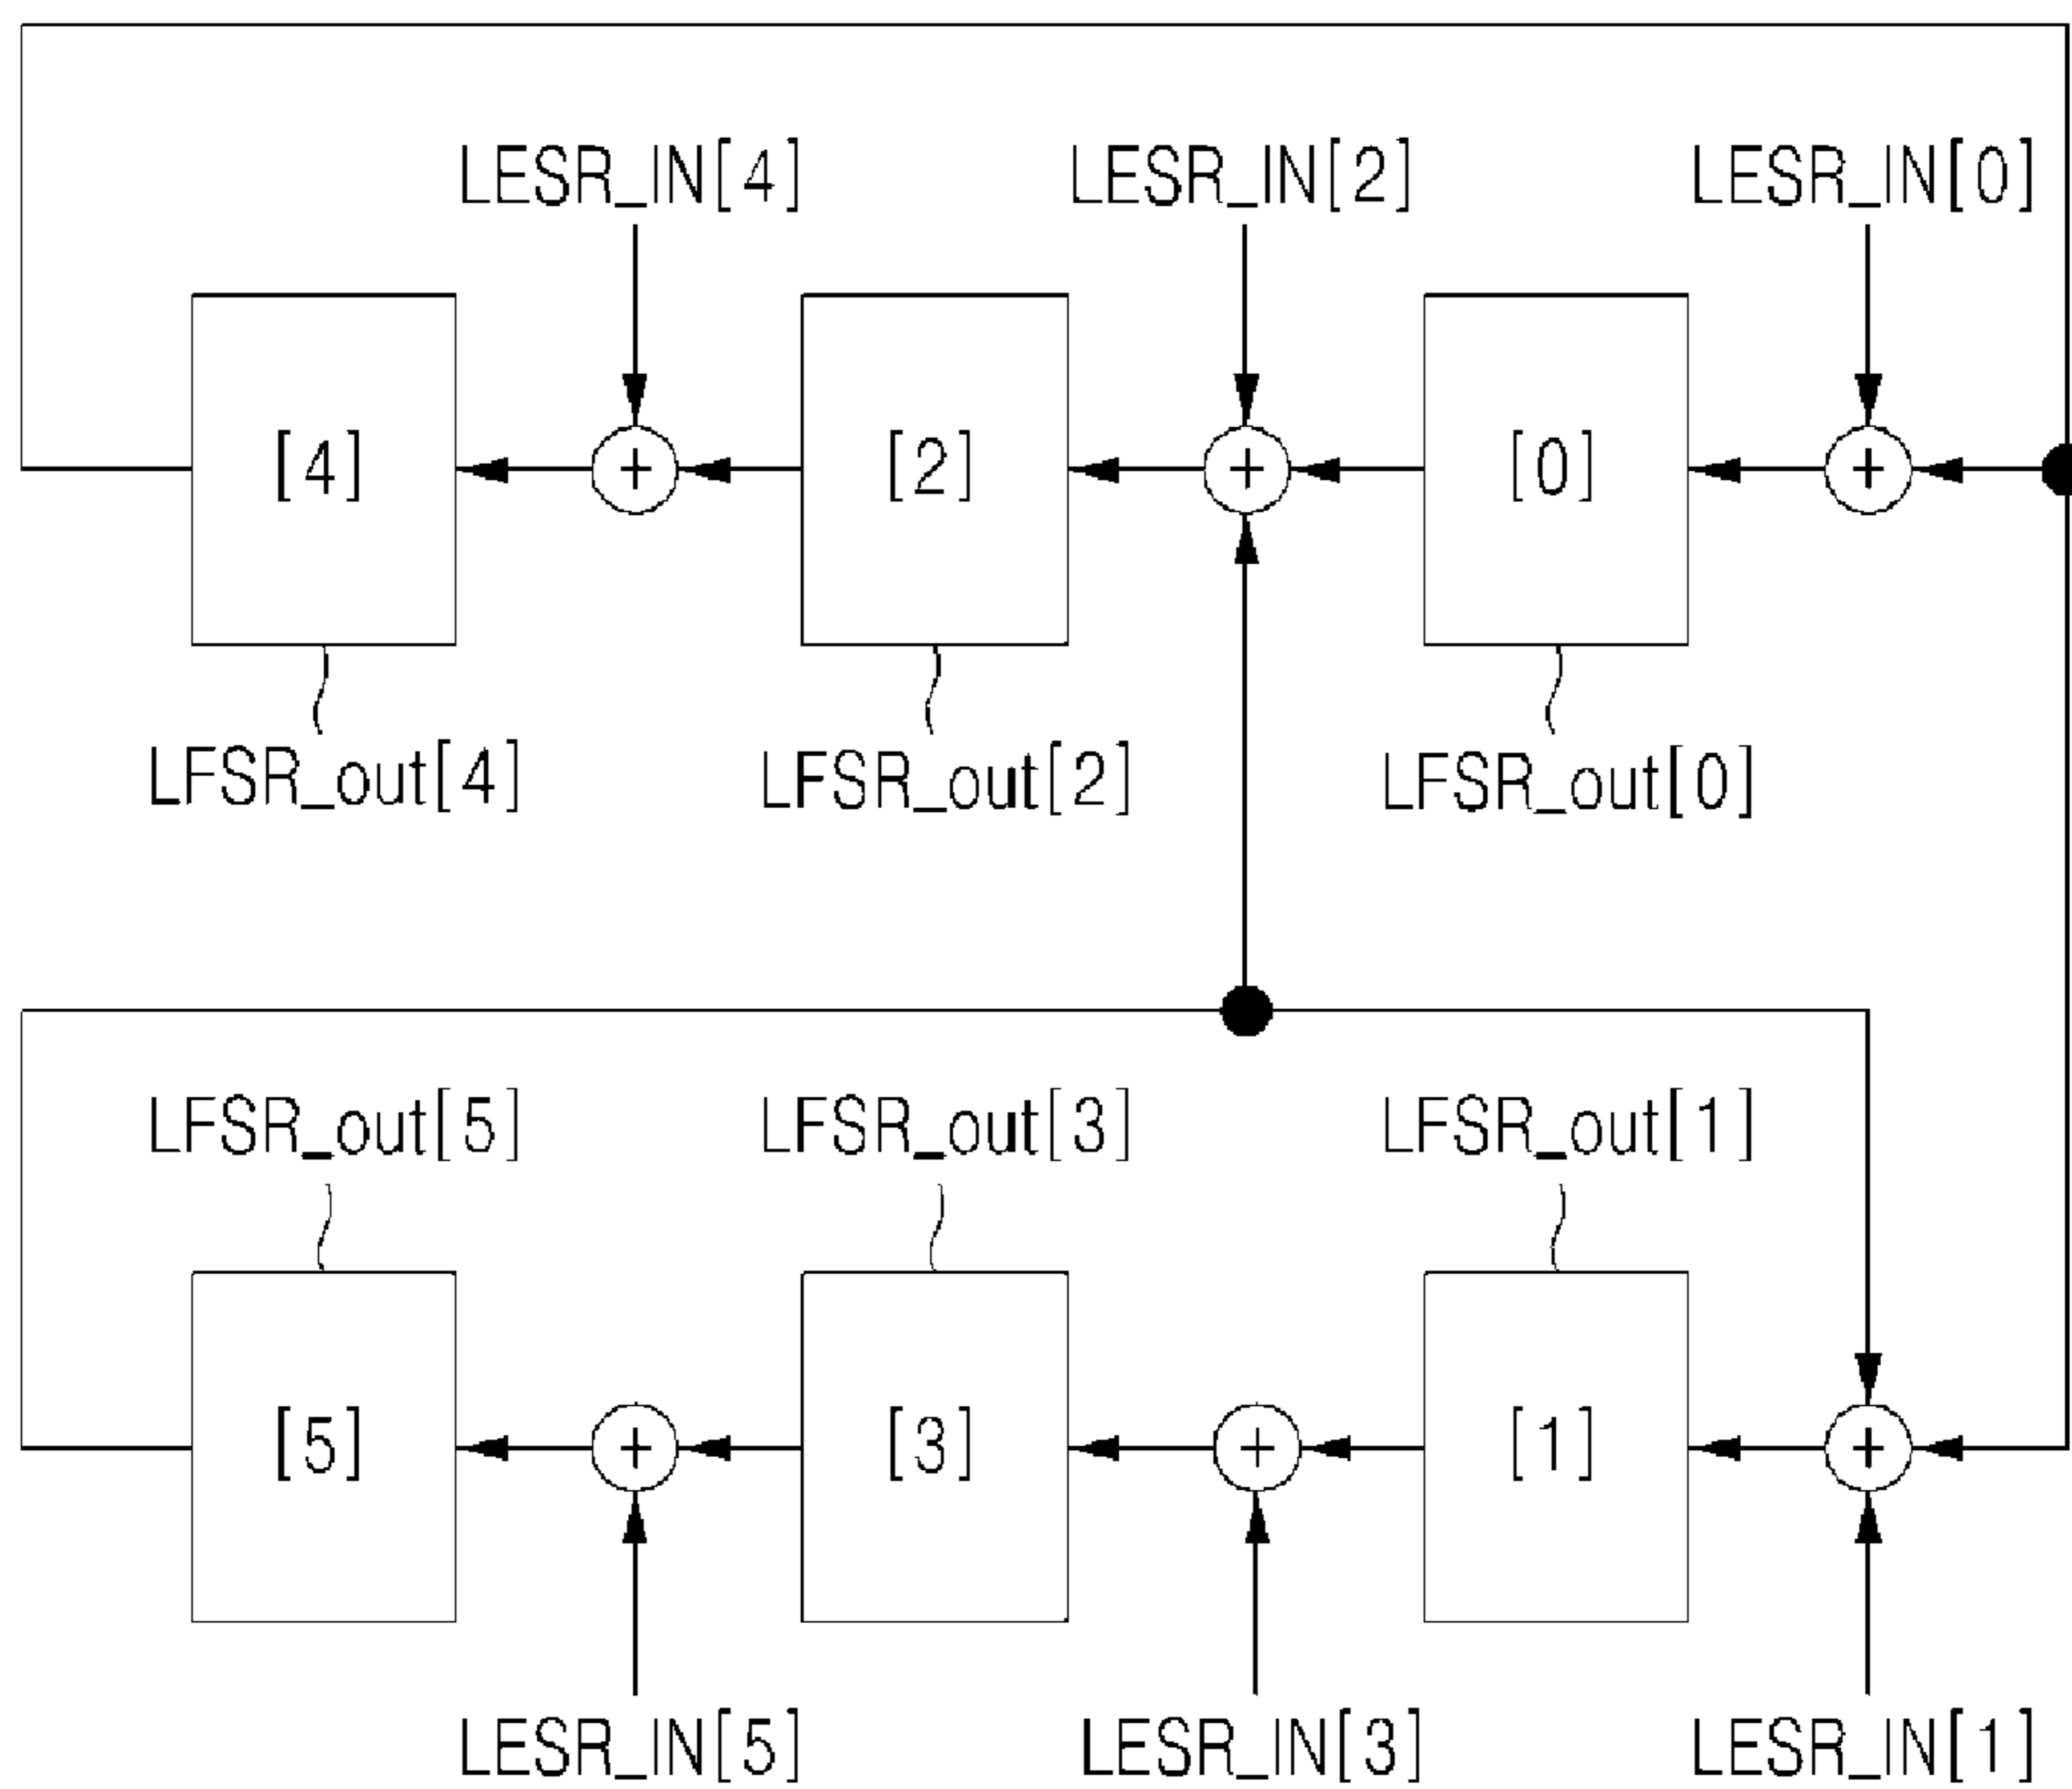 LESR_IN[4] LESR_IN[2] LESR_IN[0]
[4] + [2] + [0] +
LFSR_out[4] LFSR_out[2] LFSR_out[0]
LFSR_out[5] LFSR_out[3] LFSR_out[1]
[5] + [3] + [1] +
LESR_IN[5] LESR_IN[3] LESR_IN[1]